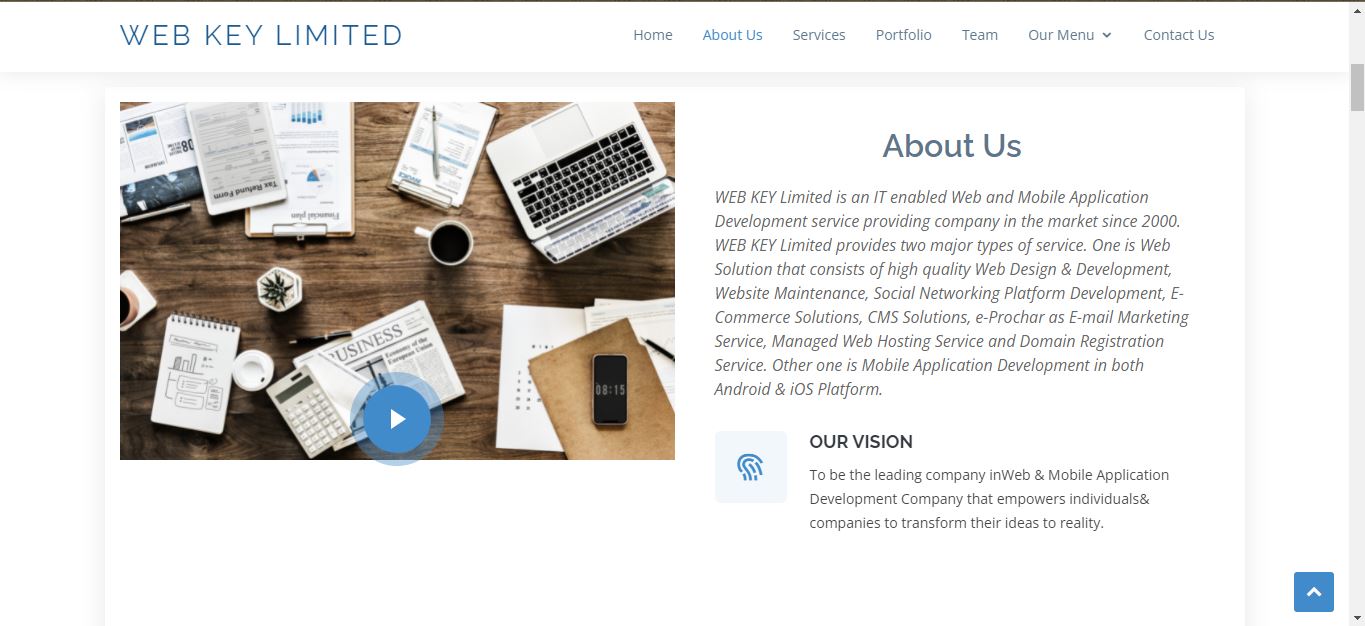 WEB KEY LIMITED
Home About Us Services Portfolio Team Our Menu Contact Us
Tax Refund Form
Financial plan
INVOICE
BUSINESS
Economy of the
European Union
08:15
About Us
WEB KEY Limited is an IT enabled Web and Mobile Application
Development service providing company in the market since 2000.
WEB KEY Limited provides two major types of service. One is Web
Solution that consists of high quality Web Design & Development,
Website Maintenance, Social Networking Platform Development, E-
Commerce Solutions, CMS Solutions, e-Prochar as E-mail Marketing
Service, Managed Web Hosting Service and Domain Registration
Service. Other one is Mobile Application Development in both
Android & iOS Platform.
OUR VISION
To be the leading company inWeb & Mobile Application
Development Company that empowers individuals&
companies to transform their ideas to reality.